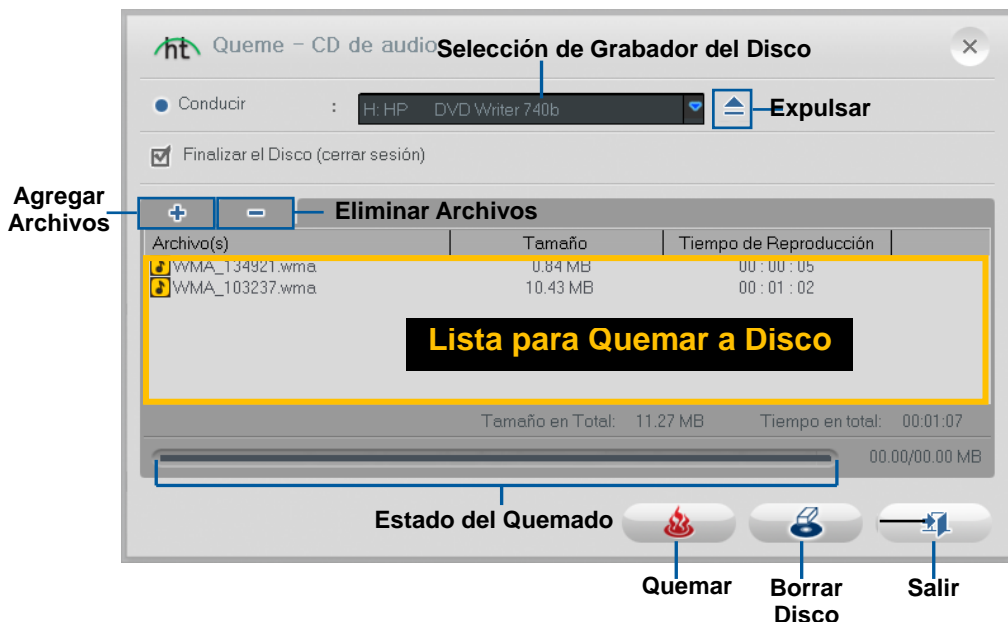 ht Queme - CD de audio Selección de Grabador del Disco
Conducir : H: HP DVD Writer 740b Expulsar
Finalizar el Disco (cerrar sesión)
Agregar
Archivos
Eliminar Archivos
Archivo(s) Tamaño Tiempo de Reproducción
WMA_134921.wma 0.84 MB 00 : 00 : 05
WMA_103237.wma 10.43 MB 00 : 01 : 02
Lista para Quemar a Disco
Tamaño en Total: 11.27 MB Tiempo en total: 00:01:07
00.00/00.00 MB
Estado del Quemado
Quemar
Borrar
Disco
Salir